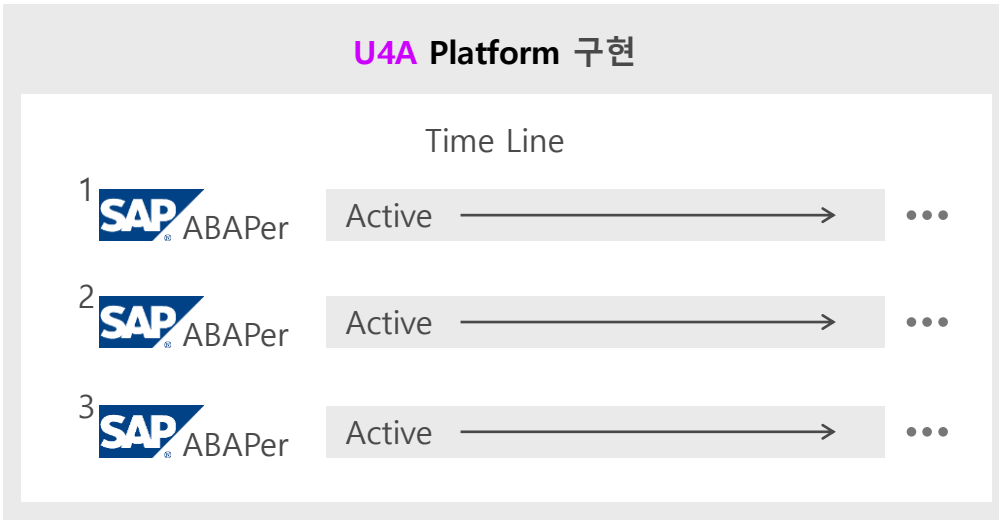 U4A Platform 구현
Time Line
1 SAP® ABAPer Active •••
2 SAP® ABAPer Active •••
3 SAP® ABAPer Active •••